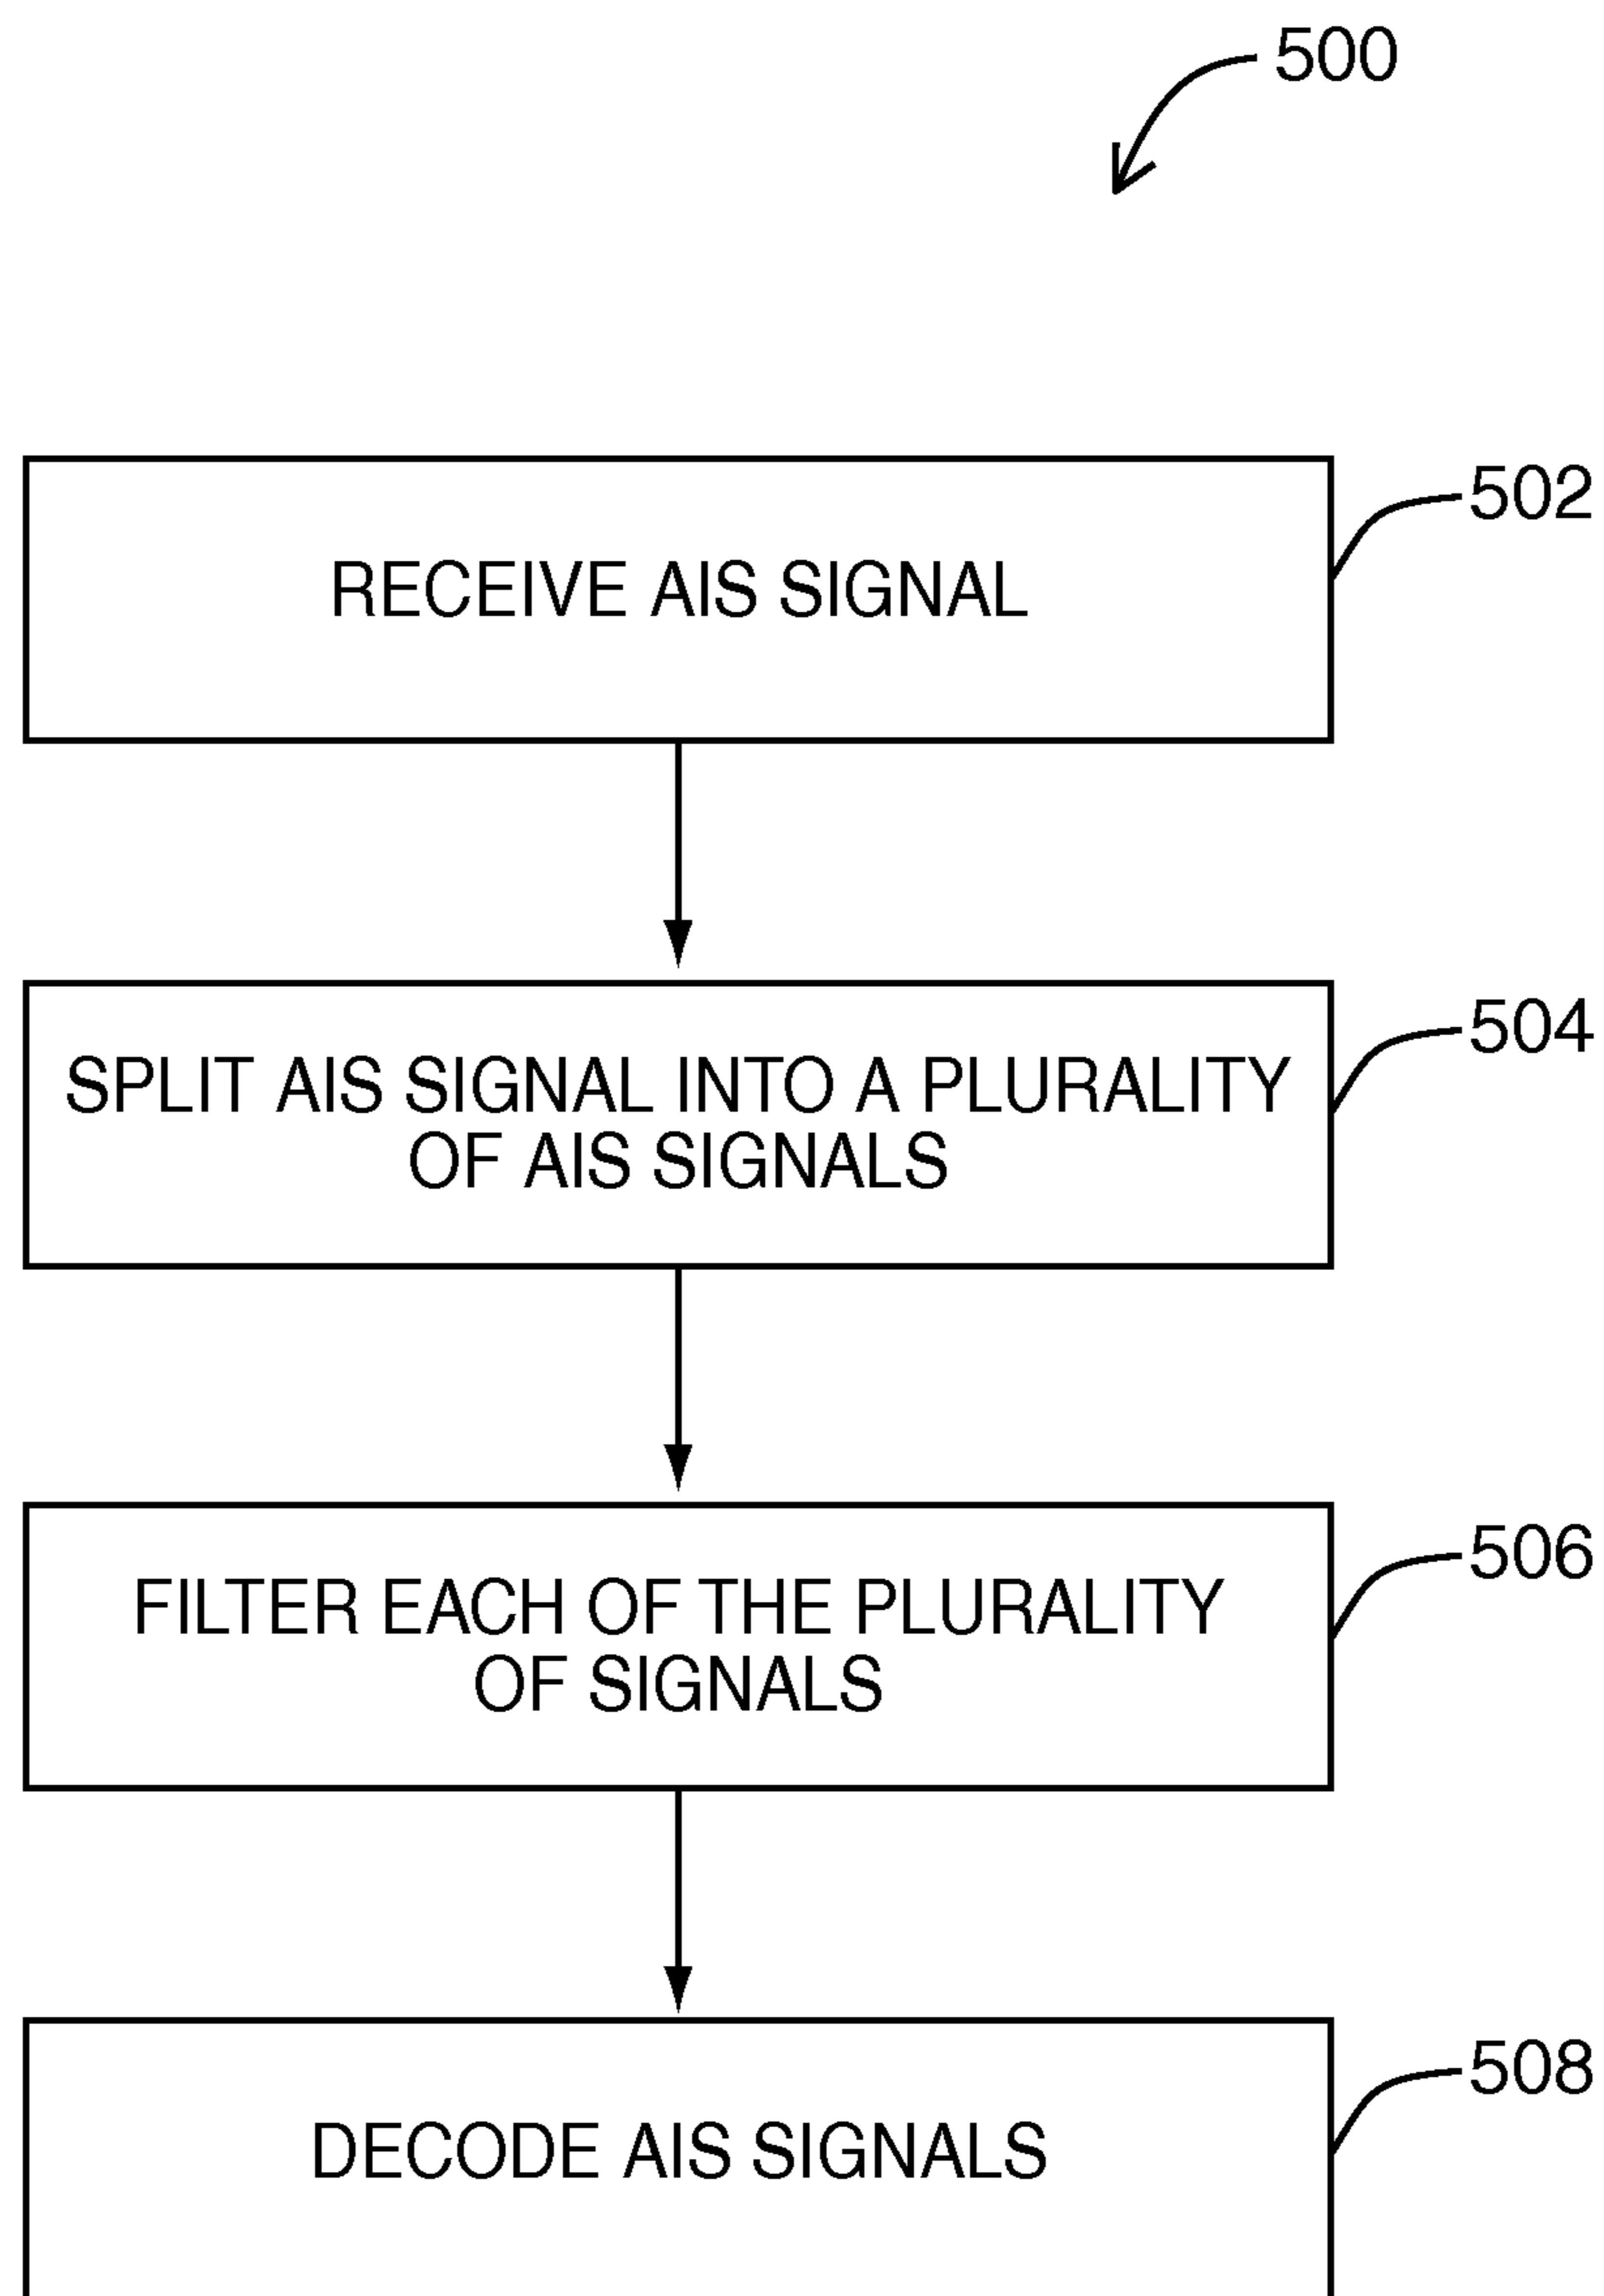 500
RECEIVE AIS SIGNAL
502
SPLIT AIS SIGNAL INTO A PLURALITY
OF AIS SIGNALS
504
FILTER EACH OF THE PLURALITY
OF SIGNALS
506
DECODE AIS SIGNALS
508